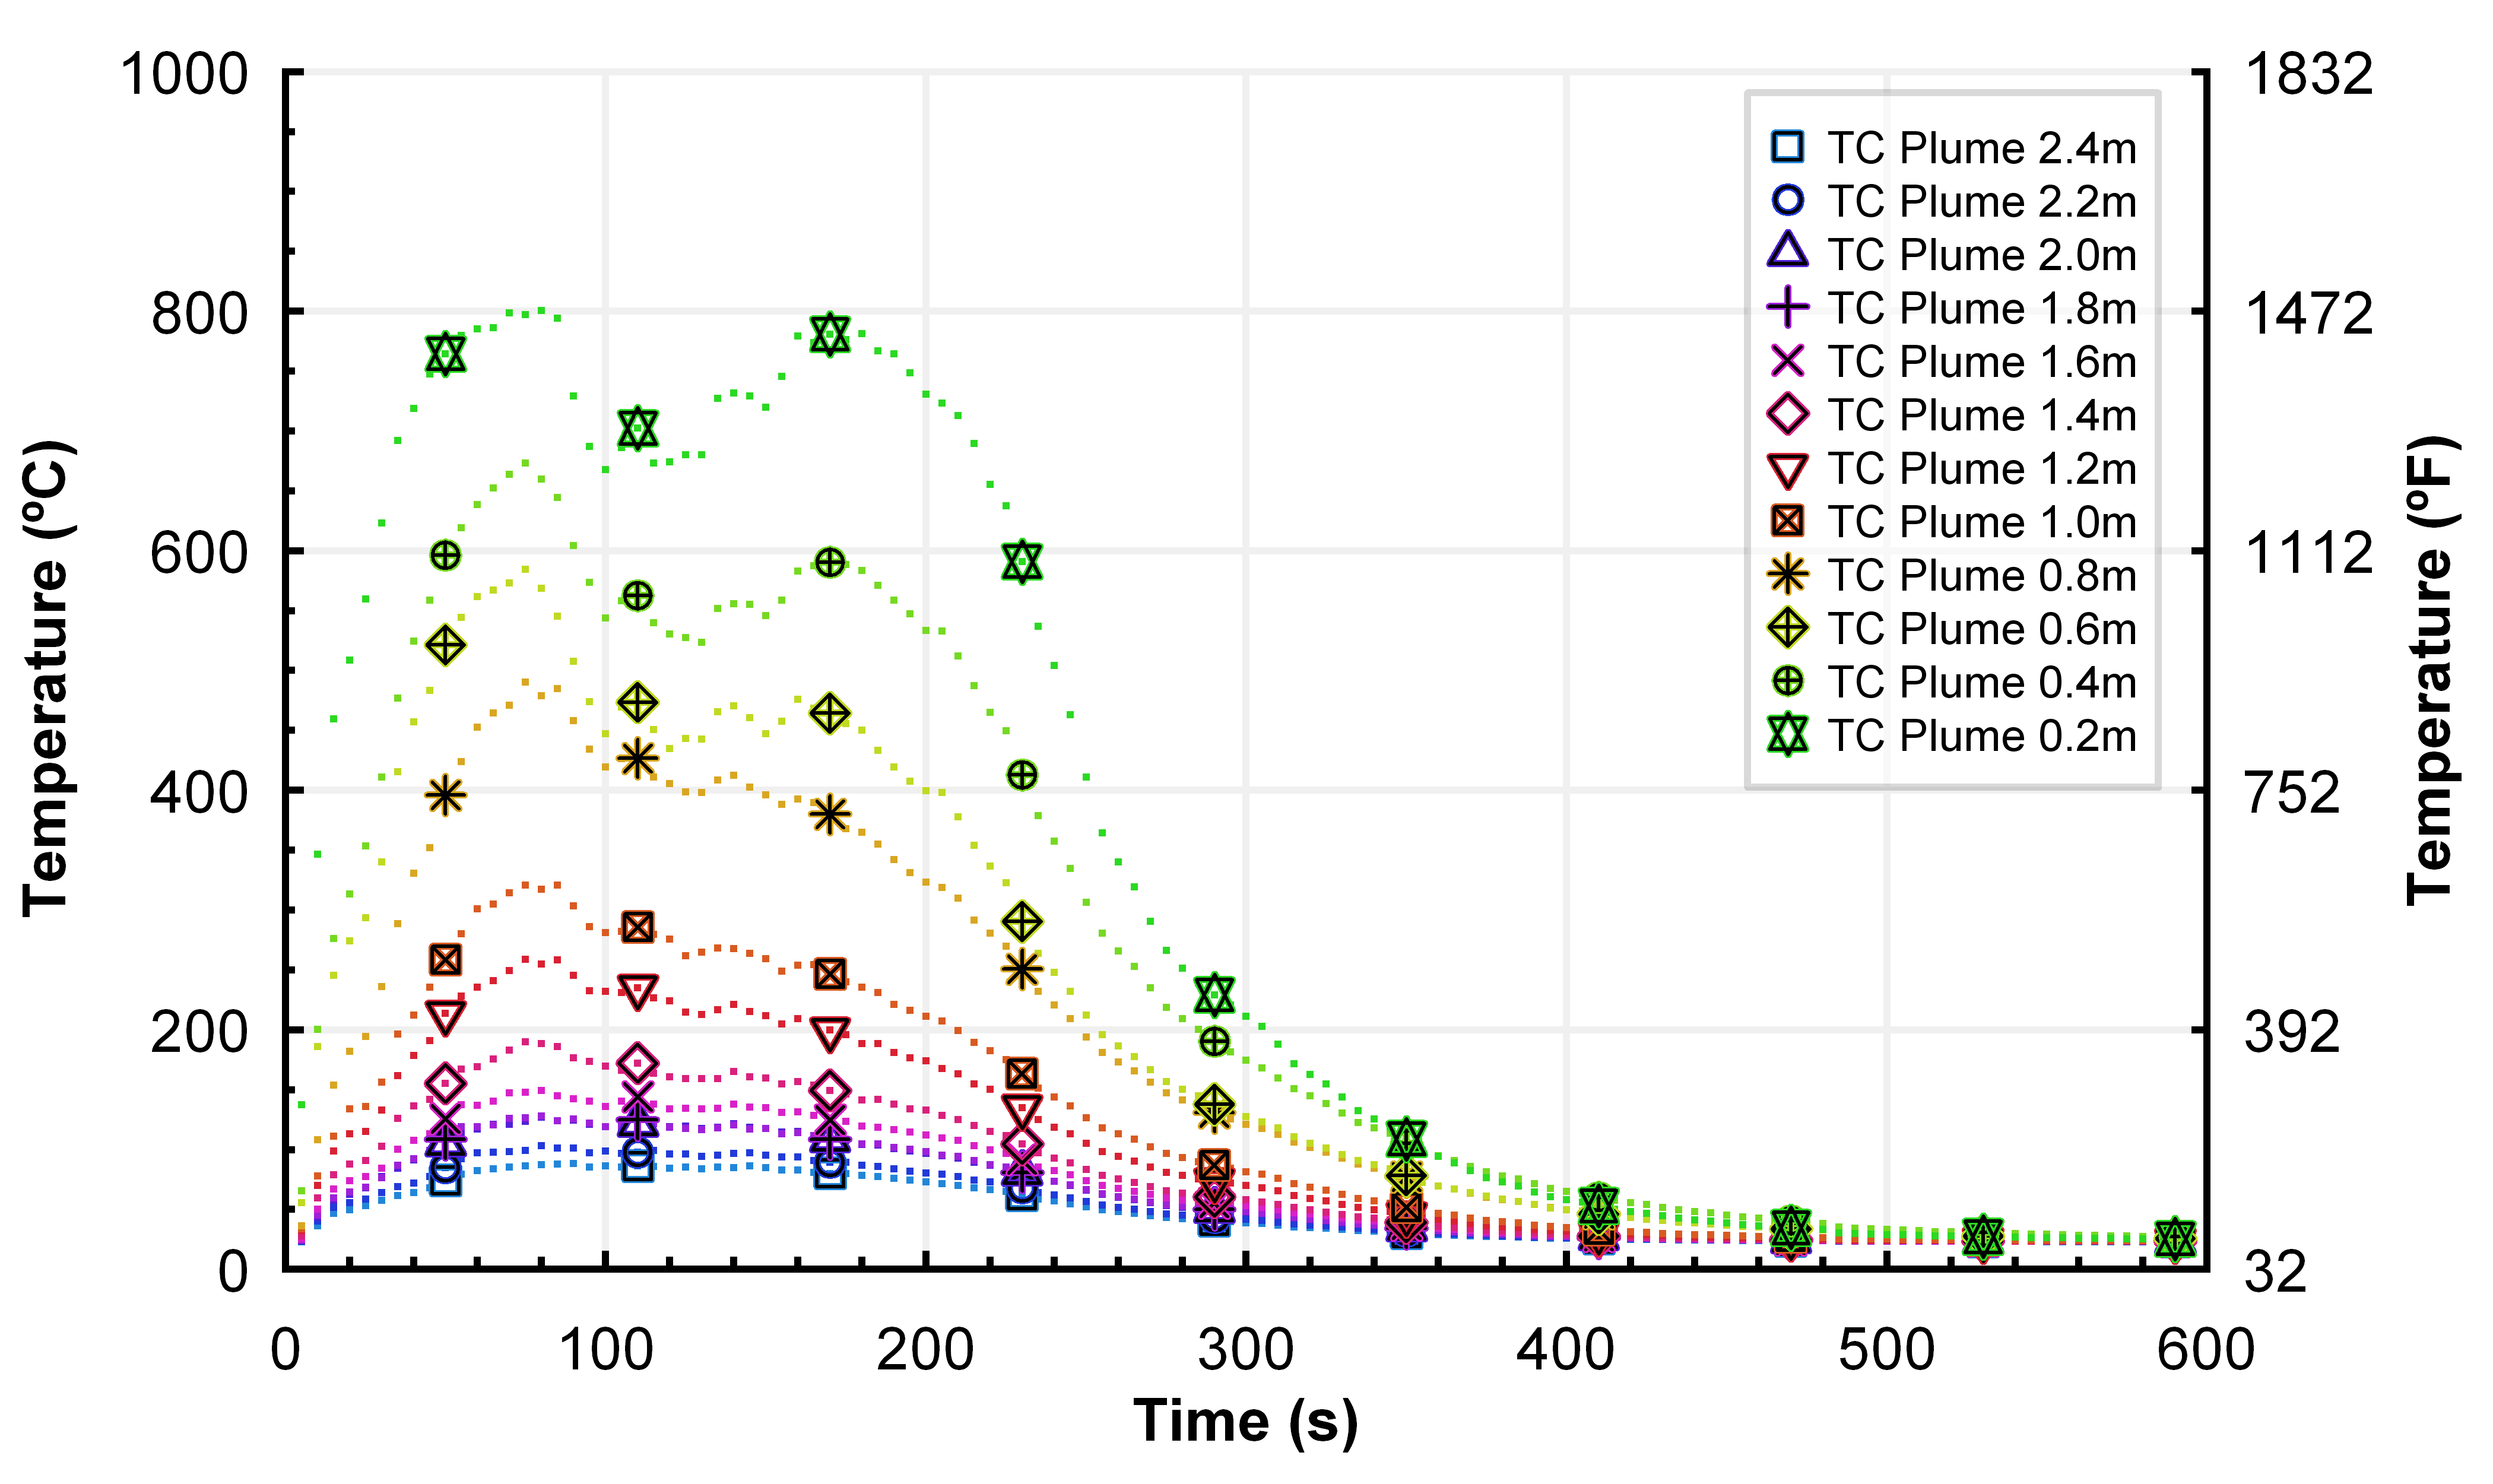 Temperature (ºC)
1000
800
600
400
200
0
0 100 200 300 400 500 600
Time (s)
1832
1472
1112
752
392
32
Temperature (ºF)
TC Plume 2.4m
TC Plume 2.2m
TC Plume 2.0m
TC Plume 1.8m
TC Plume 1.6m
TC Plume 1.4m
TC Plume 1.2m
TC Plume 1.0m
TC Plume 0.8m
TC Plume 0.6m
TC Plume 0.4m
TC Plume 0.2m